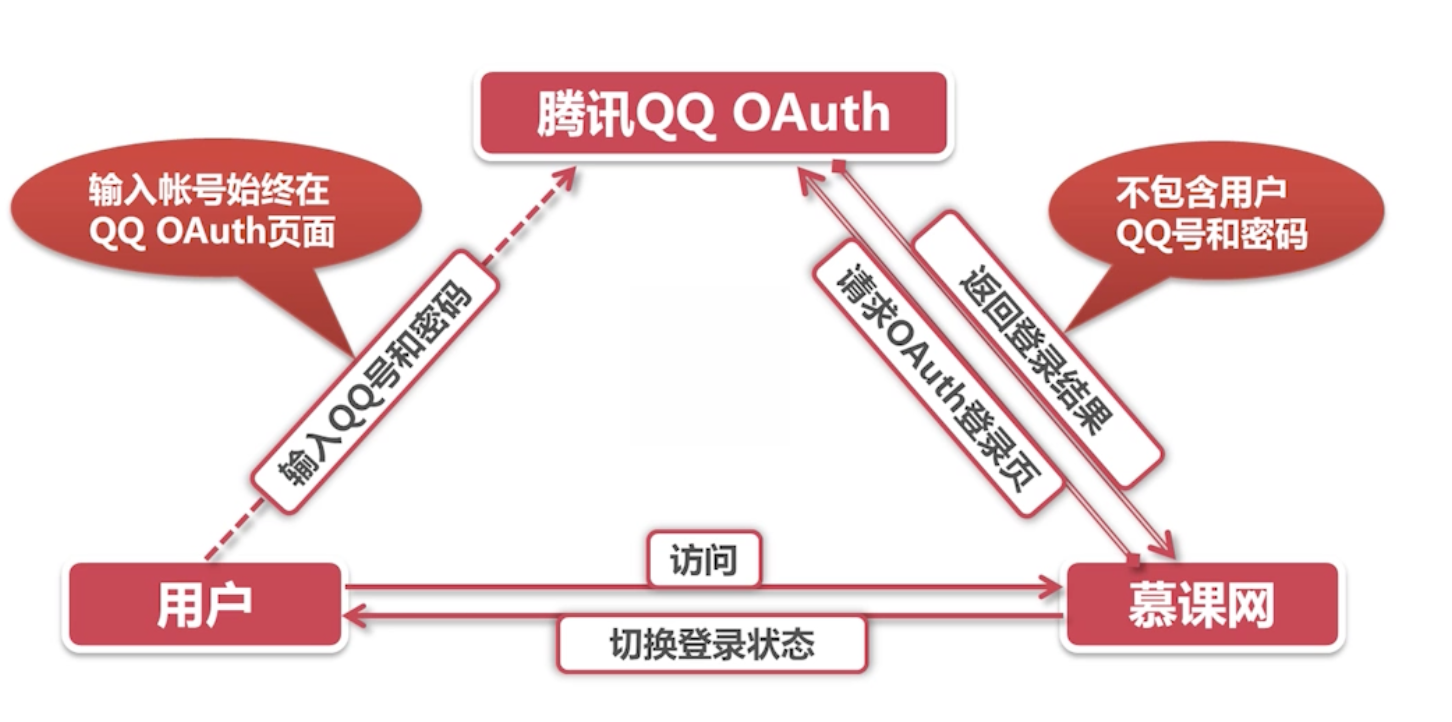 腾讯QQ OAuth
输入帐号始终在
QQ OAuth页面
不包含用户
QQ号和密码
输入QQ号和密码
请求OAuth登录页
返回登录结果
访问
用户
慕课网
切换登录状态